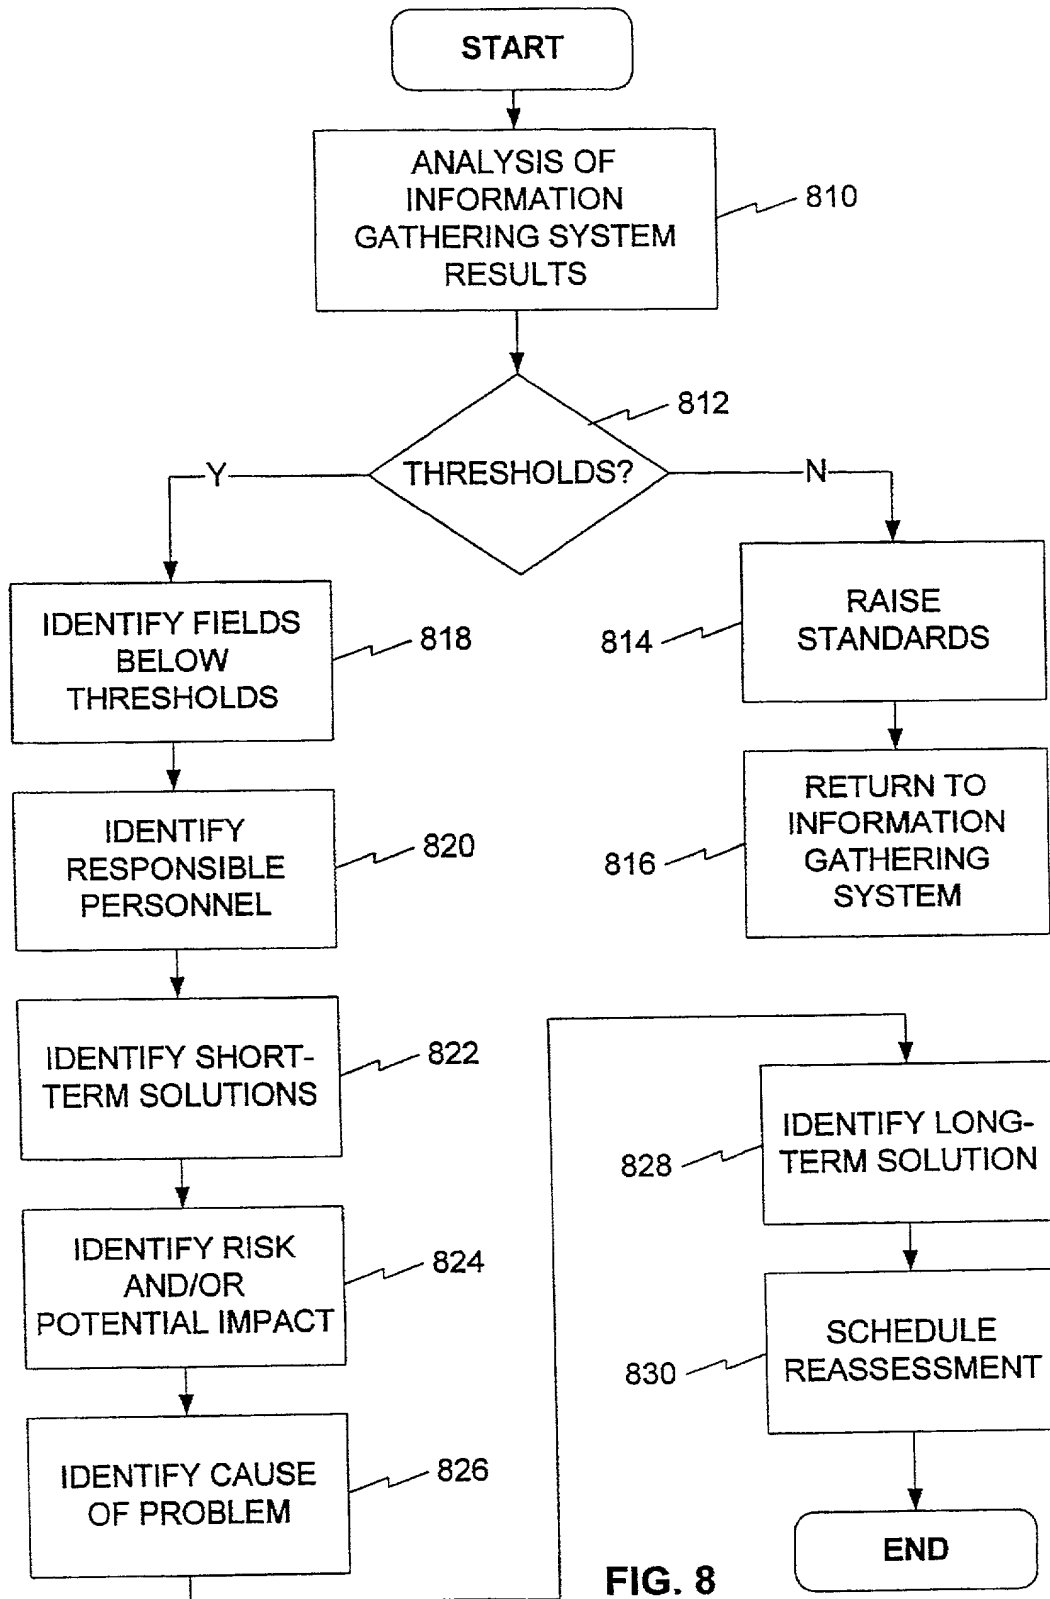 START
ANALYSIS OF
INFORMATION
GATHERING SYSTEM
RESULTS
810
812
THRESHOLDS?
Y
N
IDENTIFY FIELDS
BELOW
THRESHOLDS
818
814
RAISE
STANDARDS
IDENTIFY
RESPONSIBLE
PERSONNEL
820
816
RETURN TO
INFORMATION
GATHERING
SYSTEM
IDENTIFY SHORT-
TERM SOLUTIONS
822
IDENTIFY RISK
AND/OR
POTENTIAL IMPACT
824
IDENTIFY CAUSE
OF PROBLEM
826
828
IDENTIFY LONG-
TERM SOLUTION
830
SCHEDULE
REASSESSMENT
END
FIG. 8